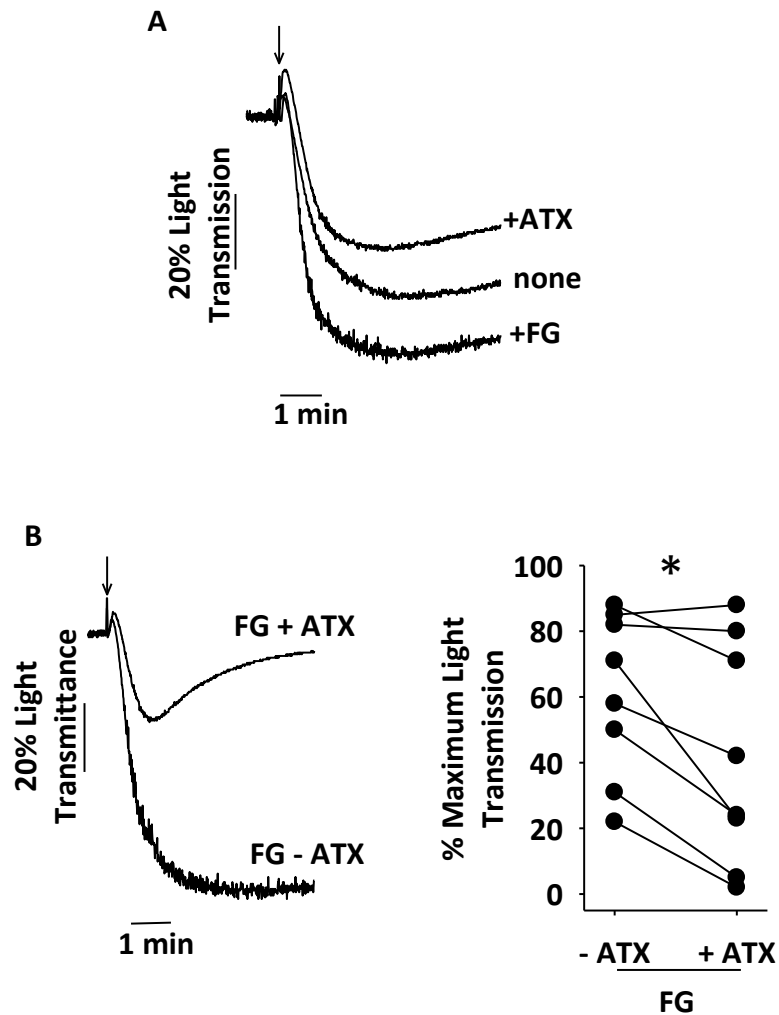 A
20% Light
Transmission
+ATX
none
+FG
1 min
B
20% Light
Transmittance
FG + ATX
FG - ATX
1 min
% Maximum Light
Transmission
100
80
60
40
20
0
*
- ATX
+ ATX
FG